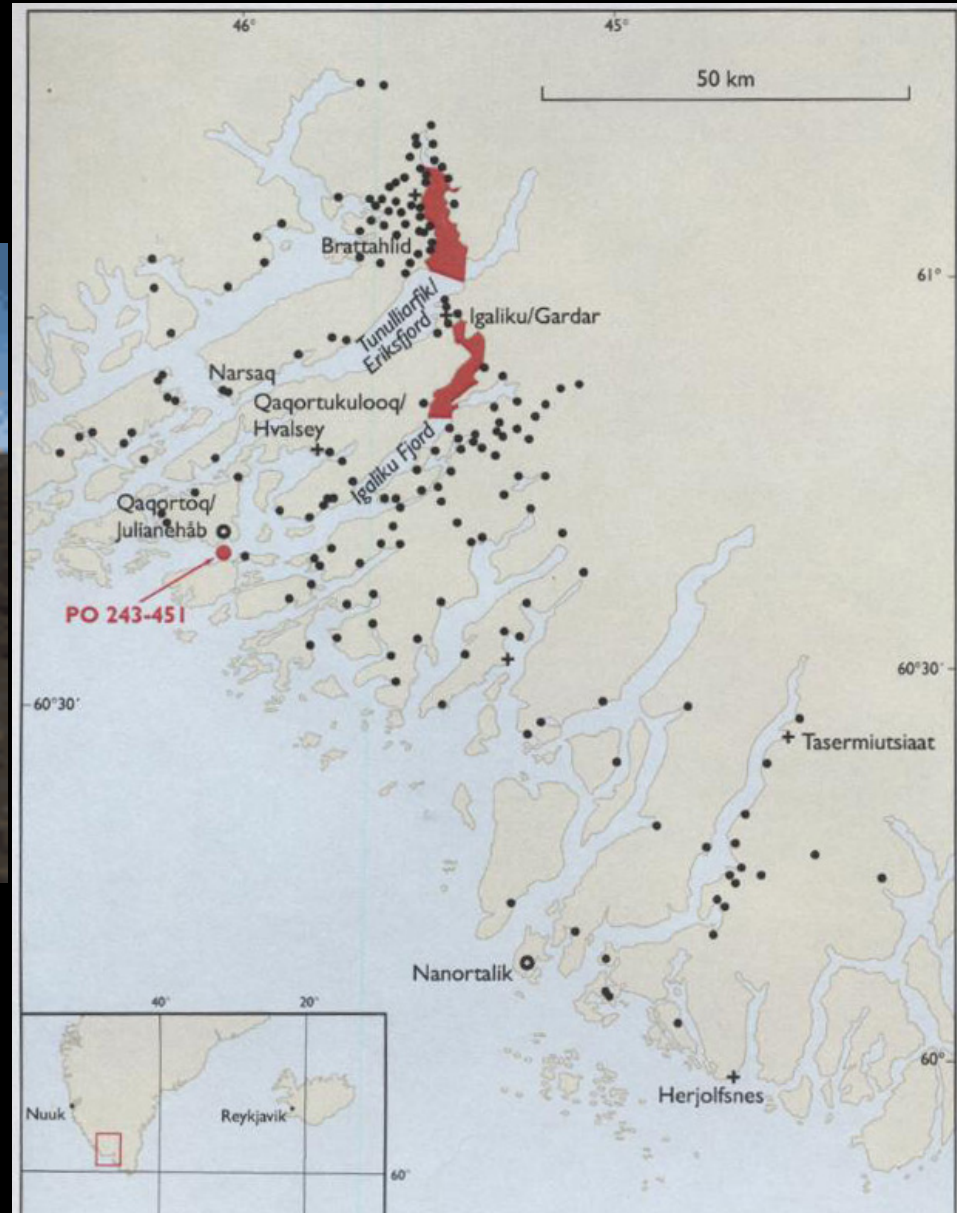 46°
45°
50 km
Brattahlid
61°
Tunulliarfik/
Eriksfjord
Igaliku/Gardar
Narsaq
Qaqortukulooq/
Hvalsey
Igaliku Fjord
Qaqortoq/
Julianehåb
PO 243-451
60°30'
60°30'
Tasermiutsiaat
Nanortalik
40°
20°
60°
Herjolfsnes
Nuuk
Reykjavik
60°